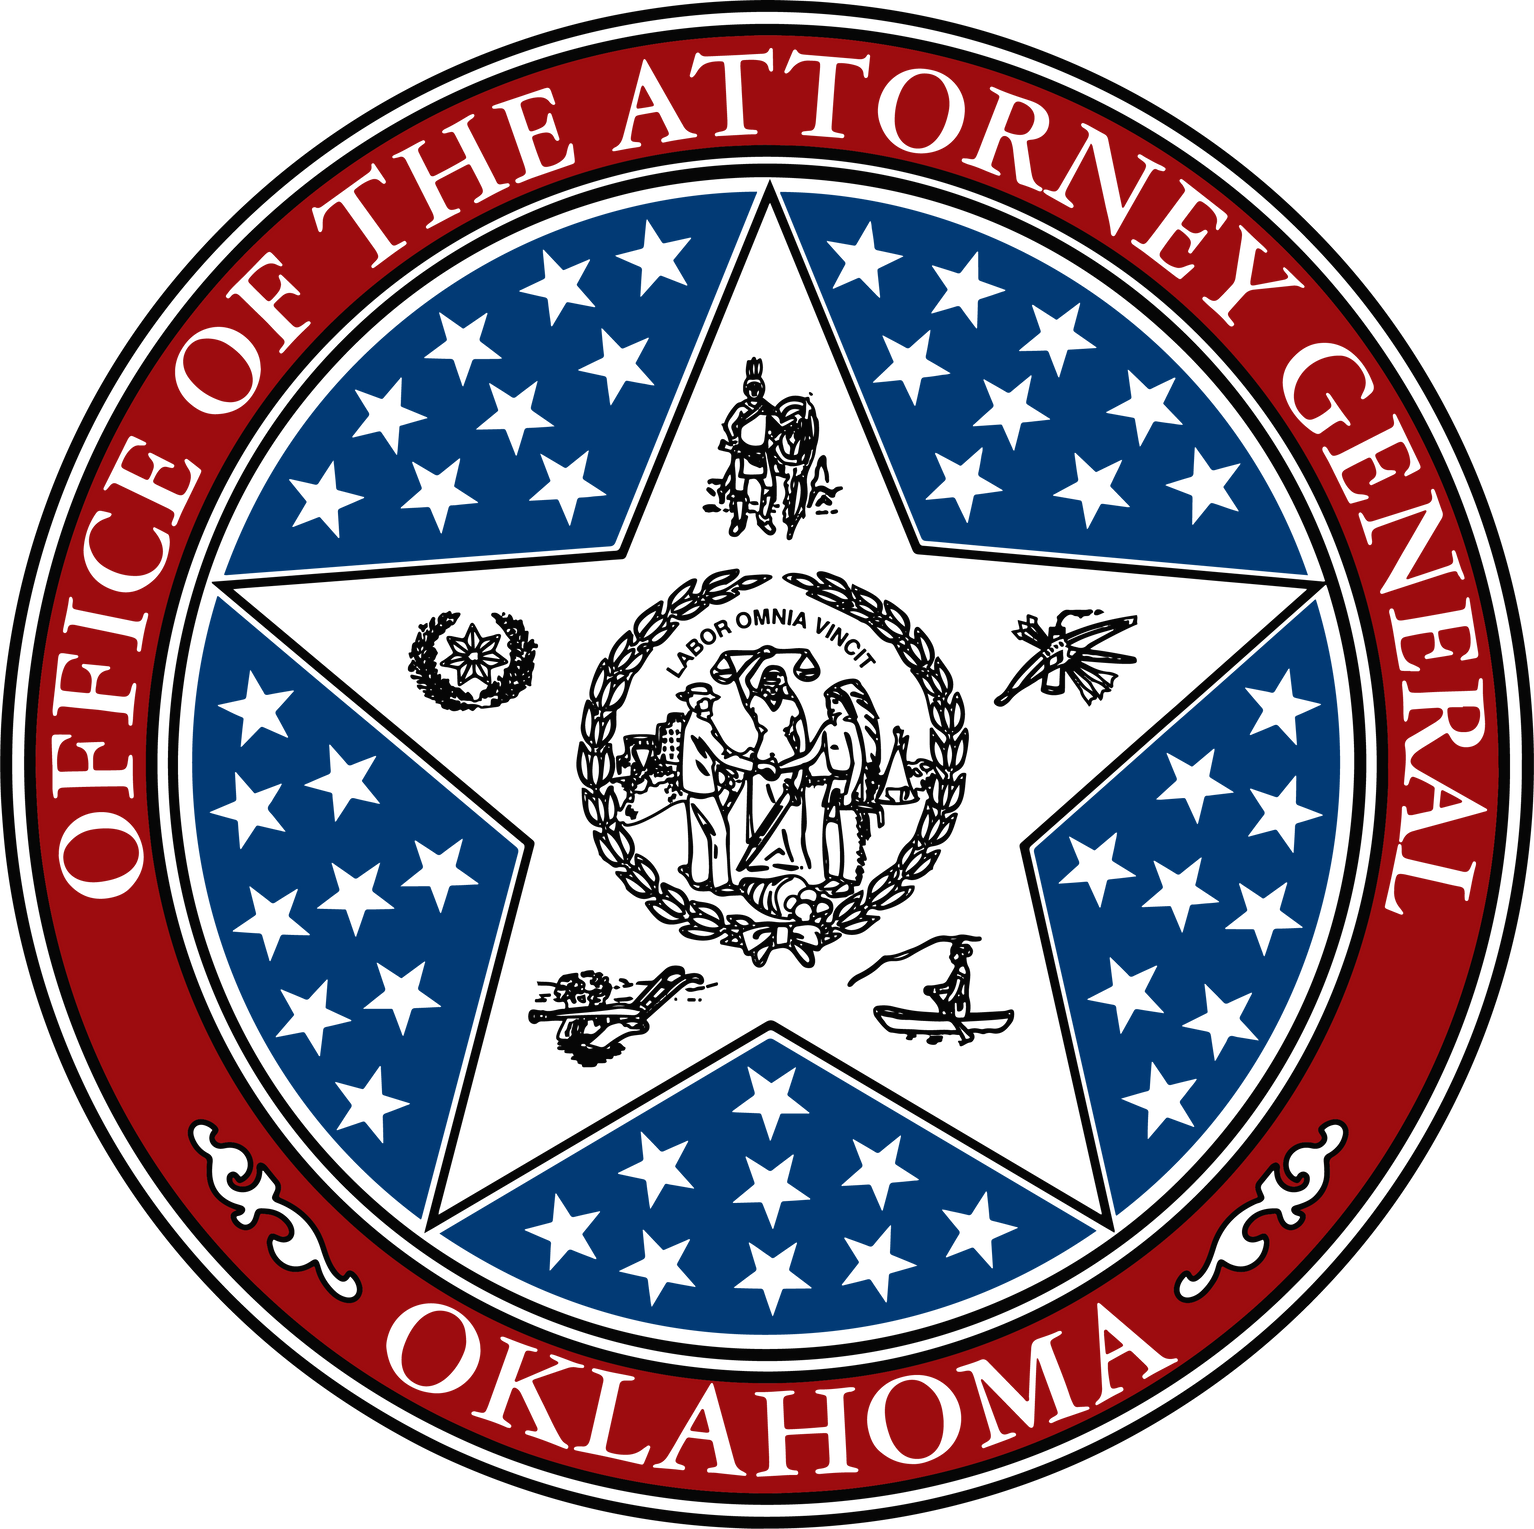 OFFICE OF THE ATTORNEY GENERAL
LABOR OMNIA VINCIT
OKLAHOMA